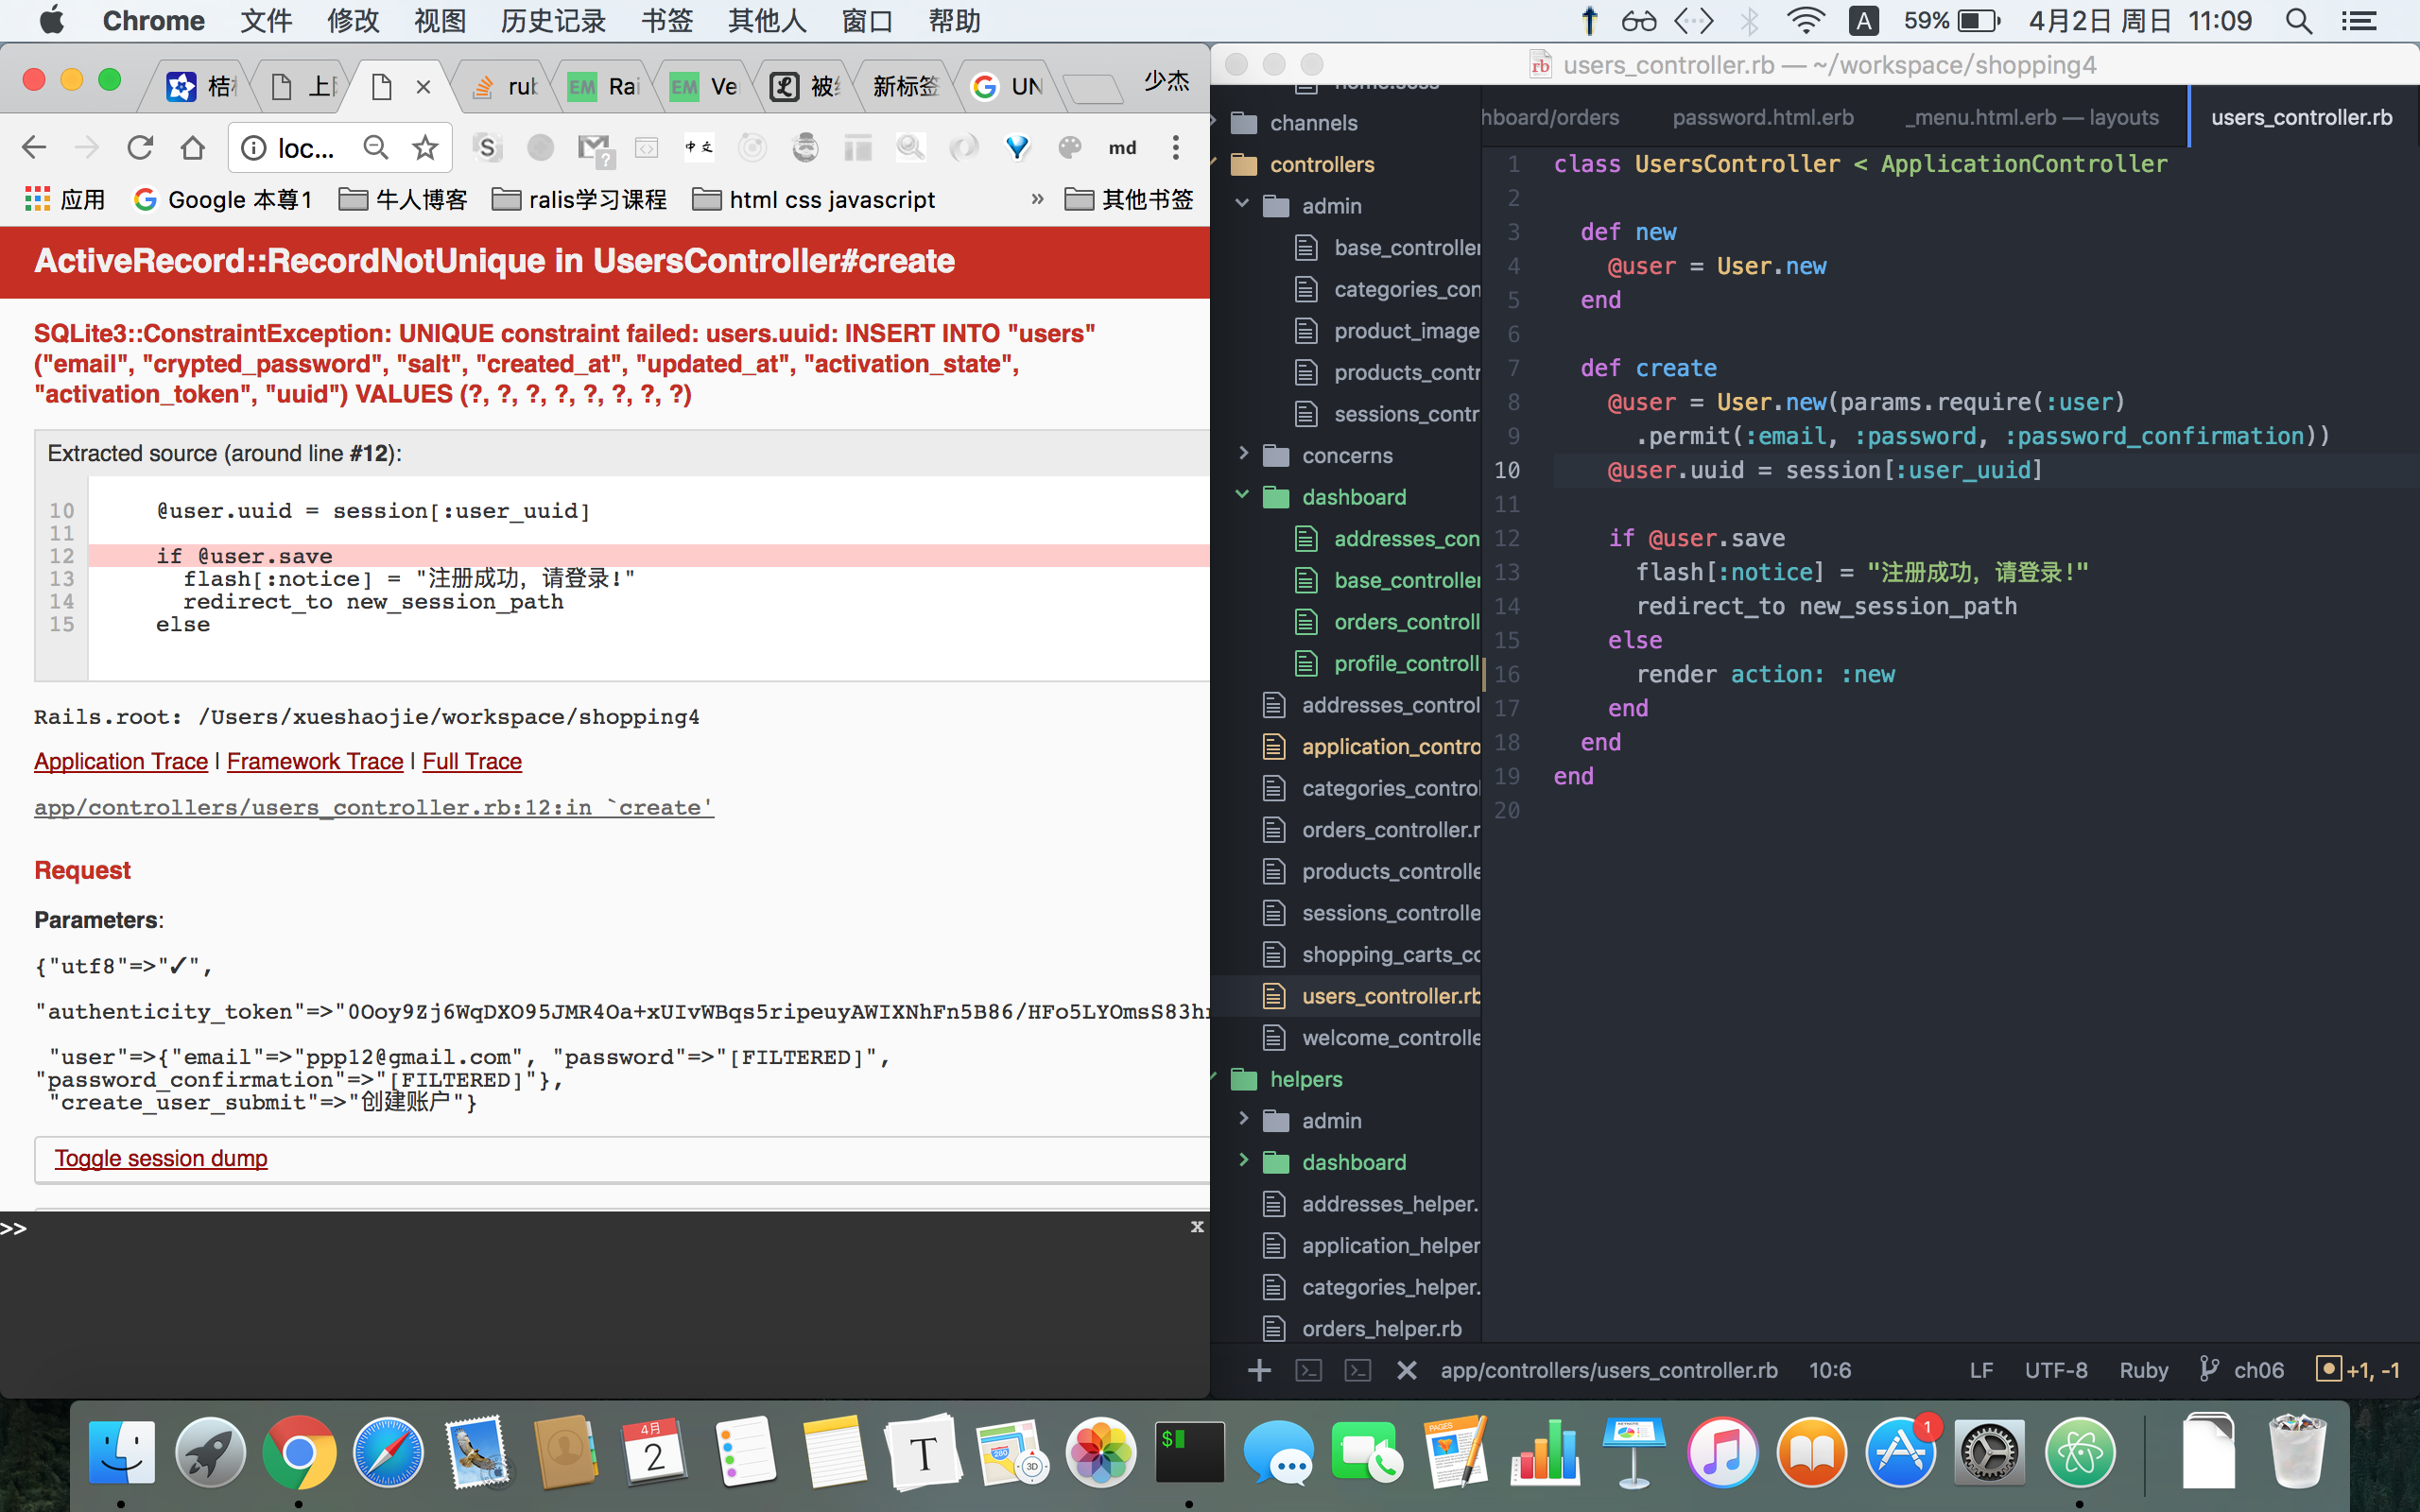 Chrome 文件 修改 视图 历史记录 书签 其他人 窗口 帮助
A 59% 4月2日 周日 11:09
上 rub Rai Ve 新标签 UN 少杰
loc... S 中文 md
应用 Google 本尊1 牛人博客 ralis学习课程 html css javascript » 其他书签
ActiveRecord::RecordNotUnique in UsersController#create
SQLite3::ConstraintException: UNIQUE constraint failed: users.uuid: INSERT INTO "users"
("email", "crypted_password", "salt", "created_at", "updated_at", "activation_state",
"activation_token", "uuid") VALUES (?, ?, ?, ?, ?, ?, ?, ?)
Extracted source (around line #12):
10 @user.uuid = session[:user_uuid]
11
12 if @user.save
13 flash[:notice] = "注册成功, 请登录!"
14 redirect_to new_session_path
15 else
Rails.root: /Users/xueshaojie/workspace/shopping4
Application Trace | Framework Trace | Full Trace
app/controllers/users_controller.rb:12:in `create'
Request
Parameters:
{"utf8"=>"✓",
"authenticity_token"=>"0Ooy9Zj6WqDXO95JMR4Oa+xUIvWBqs5ripeuyAWIXNhFn5B86/HFo5LYOmsS83h
"user"=>{"email"=>"ppp12@gmail.com", "password"=>"[FILTERED]",
"password_confirmation"=>"[FILTERED]"},
"create_user_submit"=>"创建账户"}
Toggle session dump
>> x
users_controller.rb — ~/workspace/shopping4
hboard/orders password.html.erb _menu.html.erb — layouts users_controller.rb
channels
controllers
admin
base_controller
categories_con
product_image
products_contr
sessions_contr
concerns
dashboard
addresses_con
base_controller
orders_controll
profile_controll
addresses_control
application_contro
categories_control
orders_controller.r
products_controlle
sessions_controlle
shopping_carts_co
users_controller.rb
welcome_controlle
helpers
admin
dashboard
addresses_helper.
application_helper
categories_helper.
orders_helper.rb
1 class UsersController < ApplicationController
2
3 def new
4 @user = User.new
5 end
6
7 def create
8 @user = User.new(params.require(:user)
9 .permit(:email, :password, :password_confirmation))
10 @user.uuid = session[:user_uuid]
11
12 if @user.save
13 flash[:notice] = "注册成功, 请登录!"
14 redirect_to new_session_path
15 else
16 render action: :new
17 end
18 end
19 end
20
app/controllers/users_controller.rb 10:6 LF UTF-8 Ruby ch06 +1, -1
4月
2
T
280
3D
$
PAGES
1